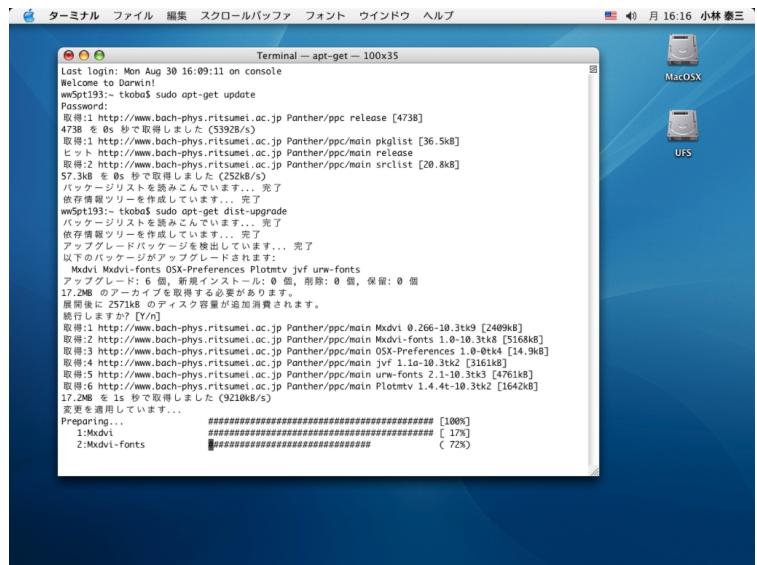 ターミナル ファイル 編集 スクロールバッファ フォント ウインドウ ヘルプ 月 16:16 小林 泰三
Terminal — apt-get — 100x35
Last login: Mon Aug 30 16:09:11 on console
Welcome to Darwin!
ww5pt193:~ tkoba$ sudo apt-get update
Password:
取得:1 http://www.bach-phys.ritsumei.ac.jp Panther/ppc release [473B]
473B を 0s 秒で取得しました (5392B/s)
取得:1 http://www.bach-phys.ritsumei.ac.jp Panther/ppc/main pkglist [36.5kB]
ヒット http://www.bach-phys.ritsumei.ac.jp Panther/ppc/main release
取得:2 http://www.bach-phys.ritsumei.ac.jp Panther/ppc/main srclist [20.8kB]
57.3kB を 0s 秒で取得しました (252kB/s)
パッケージリストを読みこんでいます... 完了
依存情報ツリーを作成しています... 完了
ww5pt193:~ tkoba$ sudo apt-get dist-upgrade
パッケージリストを読みこんでいます... 完了
依存情報ツリーを作成しています... 完了
アップグレードパッケージを検出しています... 完了
以下のパッケージがアップグレードされます:
Mxdvi Mxdvi-fonts OSX-Preferences Plotmtv jvf urw-fonts
アップグレード: 6 個, 新規インストール: 0 個, 削除: 0 個, 保留: 0 個
17.2MB のアーカイブを取得する必要があります。
展開後に 2571kB のディスク容量が追加消費されます。
続行しますか? [Y/n]
取得:1 http://www.bach-phys.ritsumei.ac.jp Panther/ppc/main Mxdvi 0.266-10.3tk9 [2409kB]
取得:2 http://www.bach-phys.ritsumei.ac.jp Panther/ppc/main Mxdvi-fonts 1.0-10.3tk8 [5168kB]
取得:3 http://www.bach-phys.ritsumei.ac.jp Panther/ppc/main OSX-Preferences 1.0-0tk4 [14.9kB]
取得:4 http://www.bach-phys.ritsumei.ac.jp Panther/ppc/main jvf 1.1a-10.3tk2 [3161kB]
取得:5 http://www.bach-phys.ritsumei.ac.jp Panther/ppc/main urw-fonts 2.1-10.3tk3 [4761kB]
取得:6 http://www.bach-phys.ritsumei.ac.jp Panther/ppc/main Plotmtv 1.4.4t-10.3tk2 [1642kB]
17.2MB を 1s 秒で取得しました (9210kB/s)
変更を適用しています...
Preparing... ########################################### [100%]
1:Mxdvi ########################################### [ 17%]
2:Mxdvi-fonts ############################### ( 72%)
MacOSX
UFS